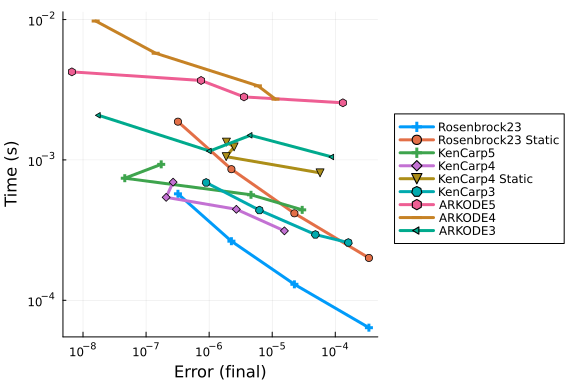 10⁻²
10⁻³
10⁻⁴
Time (s)
10⁻⁸ 10⁻⁷ 10⁻⁶ 10⁻⁵ 10⁻⁴
Error (final)
Rosenbrock23
Rosenbrock23 Static
KenCarp5
KenCarp4
KenCarp4 Static
KenCarp3
ARKODE5
ARKODE4
ARKODE3